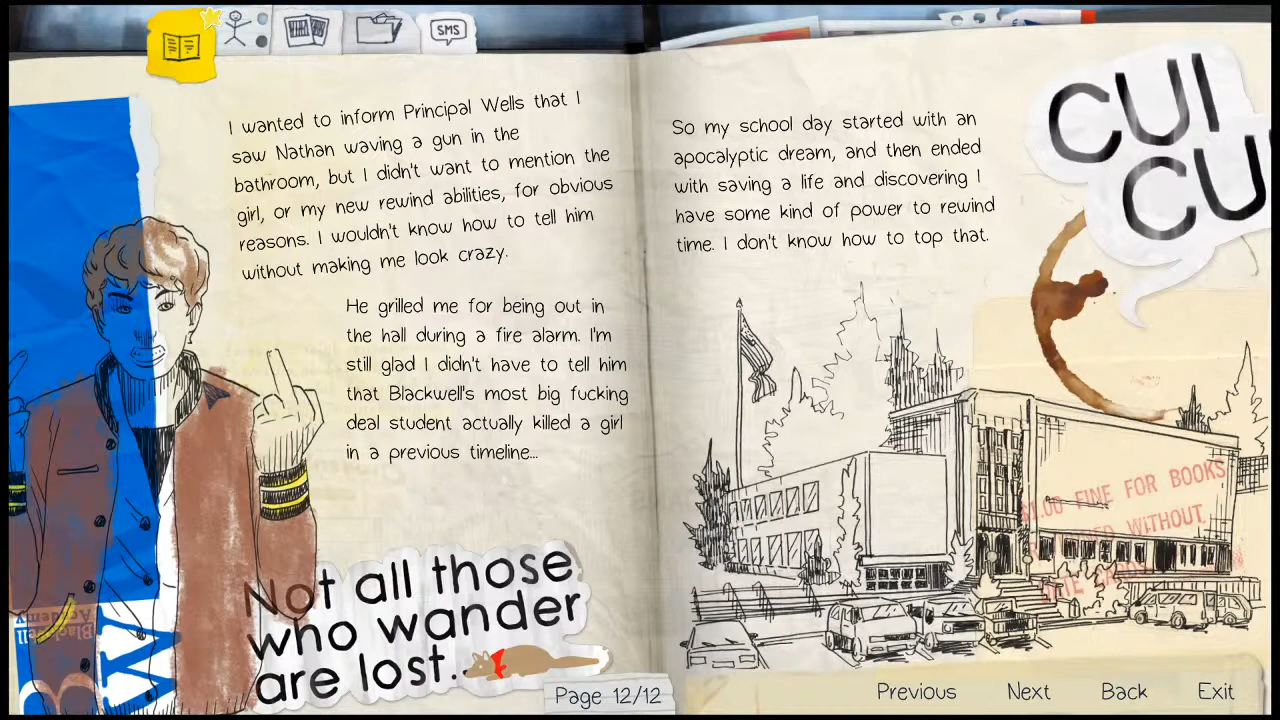 SMS
I wanted to inform Principal Wells that I
saw Nathan waving a gun in the
bathroom, but I didn't want to mention the
girl, or my new rewind abilities, for obvious
reasons. I wouldn't know how to tell him
without making me look crazy.
He grilled me for being out in
the hall during a fire alarm. I'm
still glad I didn't have to tell him
that Blackwell's most big fucking
deal student actually killed a girl
in a previous timeline...
Not all those
who wander
are lost.
Blackwell
Academy
Page 12/12
So my school day started with an
apocalyptic dream, and then ended
with saving a life and discovering I
have some kind of power to rewind
time. I don't know how to top that.
CUI
CU
$1.00 FINE FOR BOOKS
WITHOUT
Previous Next Back Exit